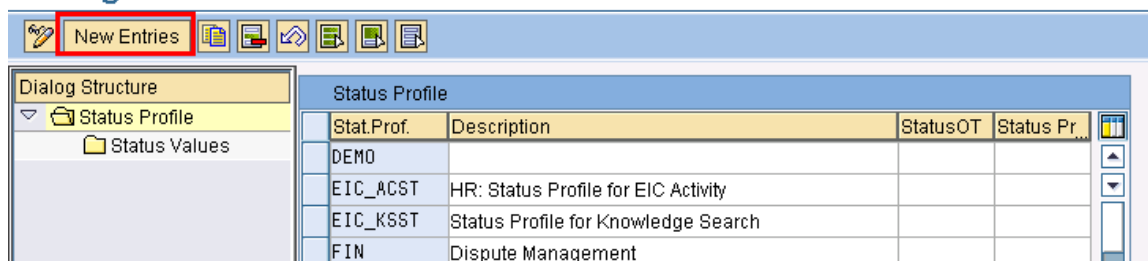 New Entries
Dialog Structure
Status Profile
Status Values
Status Profile
Stat.Prof. Description StatusOT Status Pr...
DEMO
EIC_ACST HR: Status Profile for EIC Activity
EIC_KSST Status Profile for Knowledge Search
FIN Dispute Management